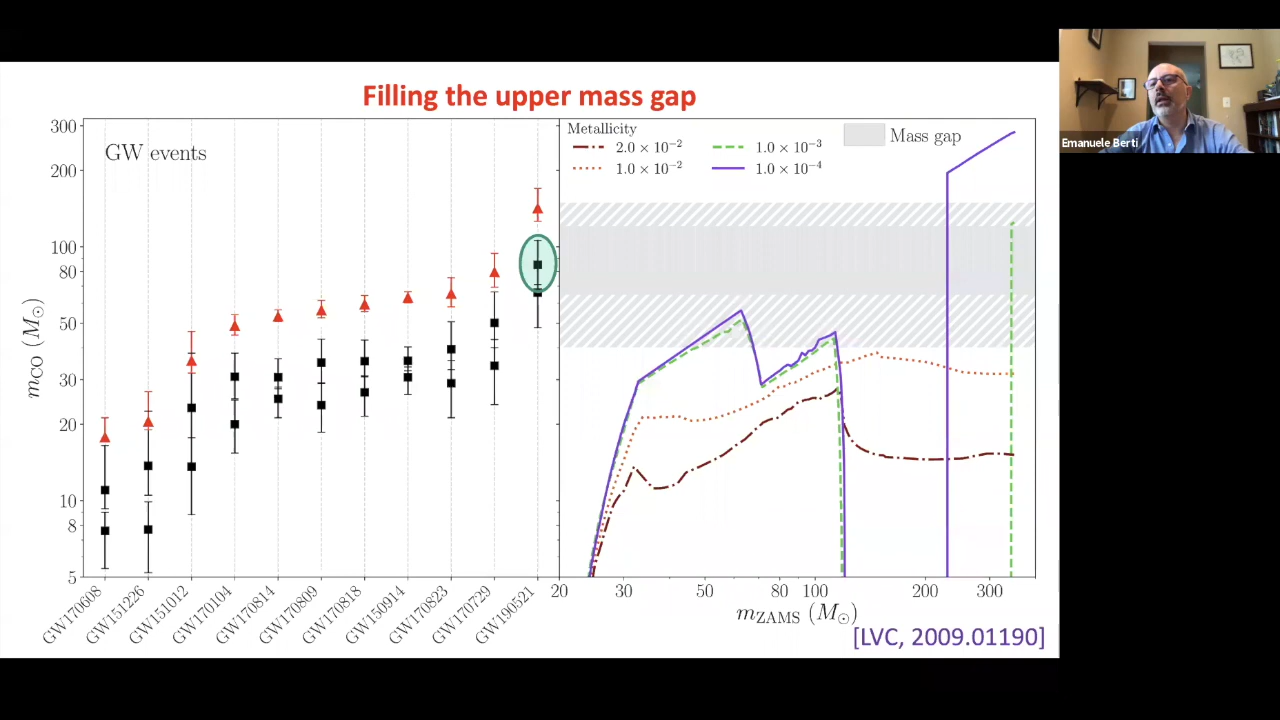 Filling the upper mass gap
GW events
300
200
100
80
50
30
20
10
8
5
m_CO (M_⊙)
GW170608
GW151226
GW151012
GW170104
GW170814
GW170809
GW170818
GW150914
GW170823
GW170729
GW190521
Metallicity
2.0 × 10⁻²
1.0 × 10⁻²
1.0 × 10⁻³
1.0 × 10⁻⁴
Mass gap
20 30 50 80 100 200 300
m_ZAMS (M_⊙)
[LVC, 2009.01190]
Emanuele Berti